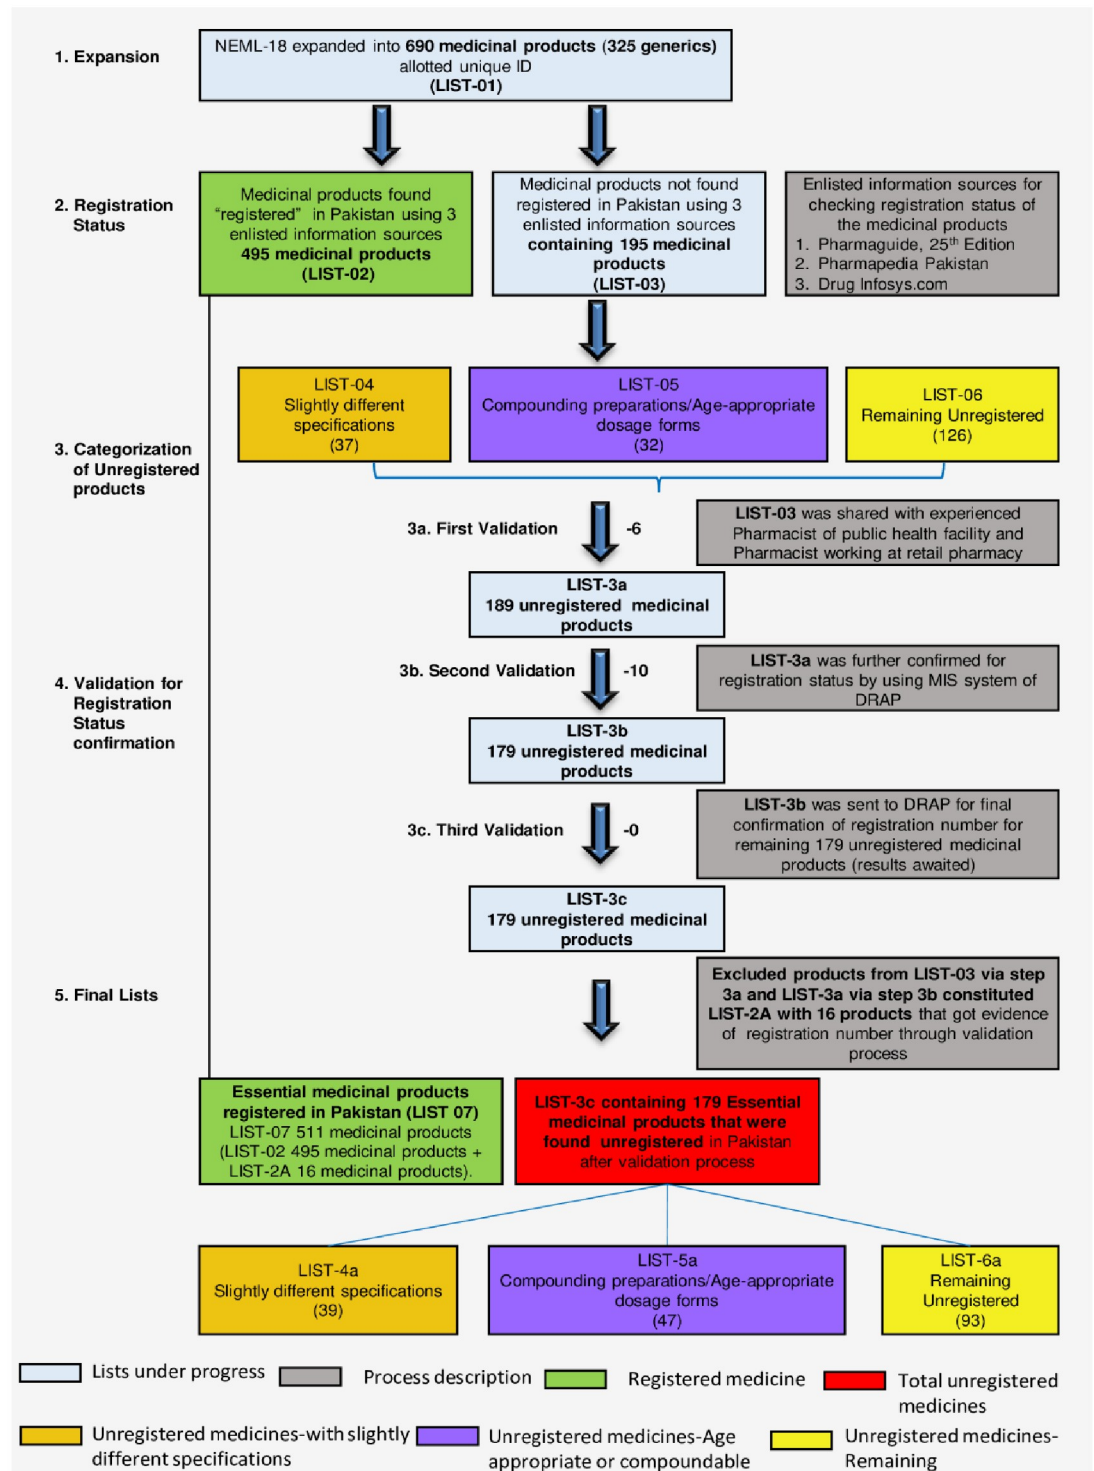 1. Expansion
NEML-18 expanded into 690 medicinal products (325 generics)
allotted unique ID
(LIST-01)
2. Registration
Status
Medicinal products found
“registered” in Pakistan using 3
enlisted information sources
495 medicinal products
(LIST-02)
Medicinal products not found
registered in Pakistan using 3
enlisted information sources
containing 195 medicinal
products
(LIST-03)
Enlisted information sources for
checking registration status of
the medicinal products
1. Pharmaguide, 25th Edition
2. Pharmapedia Pakistan
3. Drug Infosys.com
3. Categorization
of Unregistered
products
LIST-04
Slightly different
specifications
(37)
LIST-05
Compounding preparations/Age-appropriate
dosage forms
(32)
LIST-06
Remaining Unregistered
(126)
3a. First Validation
-6
LIST-03 was shared with experienced
Pharmacist of public health facility and
Pharmacist working at retail pharmacy
LIST-3a
189 unregistered medicinal
products
4. Validation for
Registration
Status
confirmation
3b. Second Validation
-10
LIST-3a was further confirmed for
registration status by using MIS system of
DRAP
LIST-3b
179 unregistered medicinal
products
3c. Third Validation
-0
LIST-3b was sent to DRAP for final
confirmation of registration number for
remaining 179 unregistered medicinal
products (results awaited)
LIST-3c
179 unregistered medicinal
products
5. Final Lists
Excluded products from LIST-03 via step
3a and LIST-3a via step 3b constituted
LIST-2A with 16 products that got evidence
of registration number through validation
process
Essential medicinal products
registered in Pakistan (LIST 07)
LIST-07 511 medicinal products
(LIST-02 495 medicinal products +
LIST-2A 16 medicinal products).
LIST-3c containing 179 Essential
medicinal products that were
found unregistered in Pakistan
after validation process
LIST-4a
Slightly different specifications
(39)
LIST-5a
Compounding preparations/Age-appropriate
dosage forms
(47)
LIST-6a
Remaining
Unregistered
(93)
Lists under progress
Process description
Registered medicine
Total unregistered
medicines
Unregistered medicines-with slightly
different specifications
Unregistered medicines-Age
appropriate or compoundable
Unregistered medicines-
Remaining